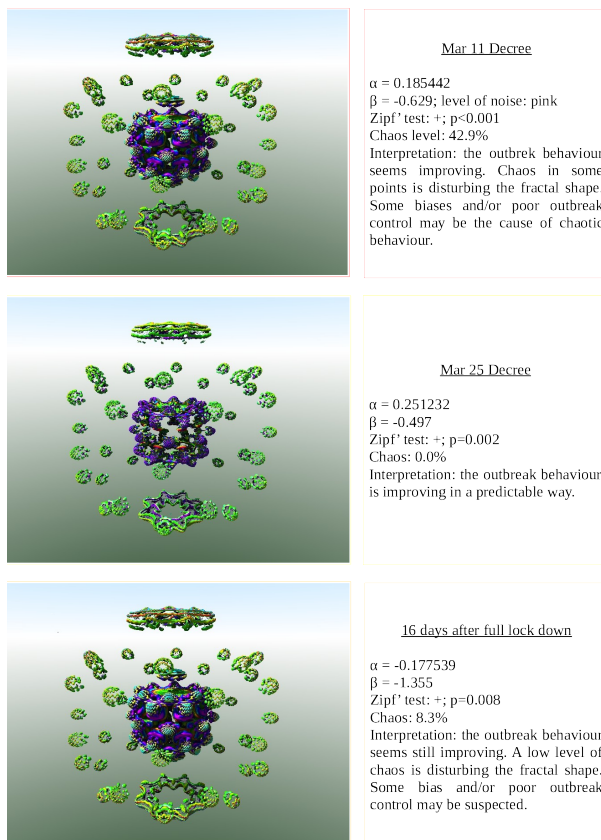 Mar 11 Decree
α = 0.185442
β = -0.629; level of noise: pink
Zipf’ test: +; p<0.001
Chaos level: 42.9%
Interpretation: the outbrek behaviour
seems improving. Chaos in some
points is disturbing the fractal shape.
Some biases and/or poor outbreak
control may be the cause of chaotic
behaviour.
Mar 25 Decree
α = 0.251232
β = -0.497
Zipf’ test: +; p=0.002
Chaos: 0.0%
Interpretation: the outbreak behaviour
is improving in a predictable way.
16 days after full lock down
α = -0.177539
β = -1.355
Zipf’ test: +; p=0.008
Chaos: 8.3%
Interpretation: the outbreak behaviour
seems still improving. A low level of
chaos is disturbing the fractal shape.
Some bias and/or poor outbreak
control may be suspected.